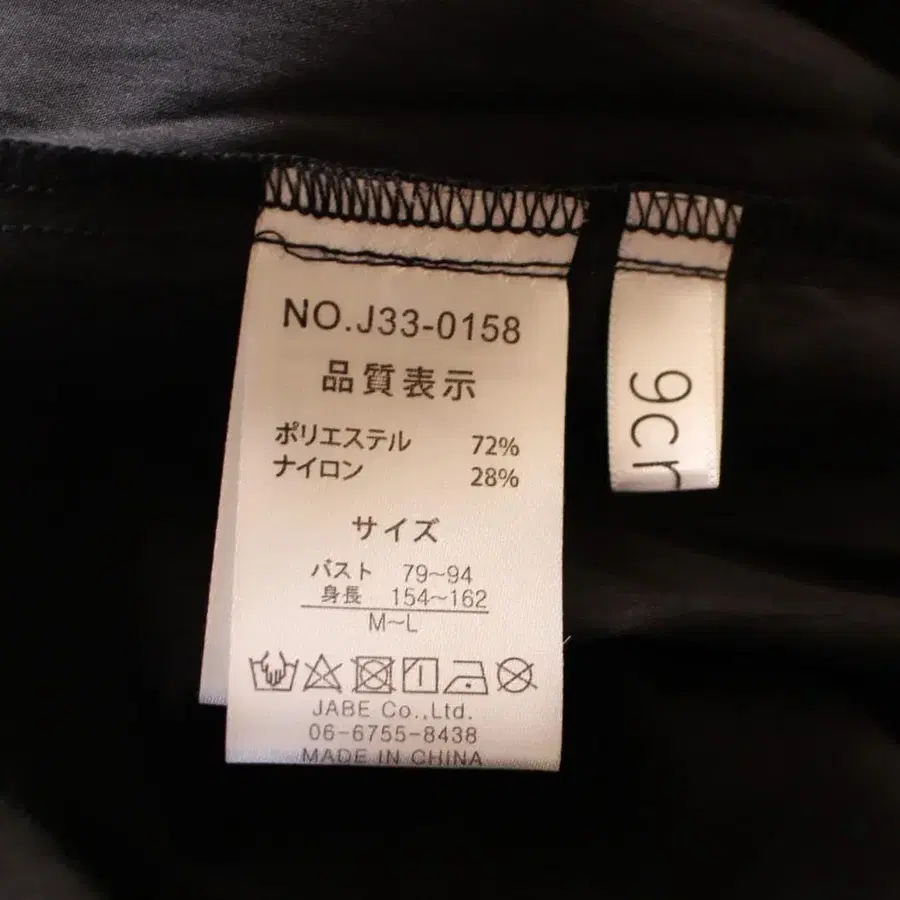 NO.J33-0158
品質表示
ポリエステル 72%
ナイロン 28%
サイズ
バスト 79~94
身長 154~162
M~L
JABE Co.,Ltd.
06-6755-8438
MADE IN CHINA
9cr